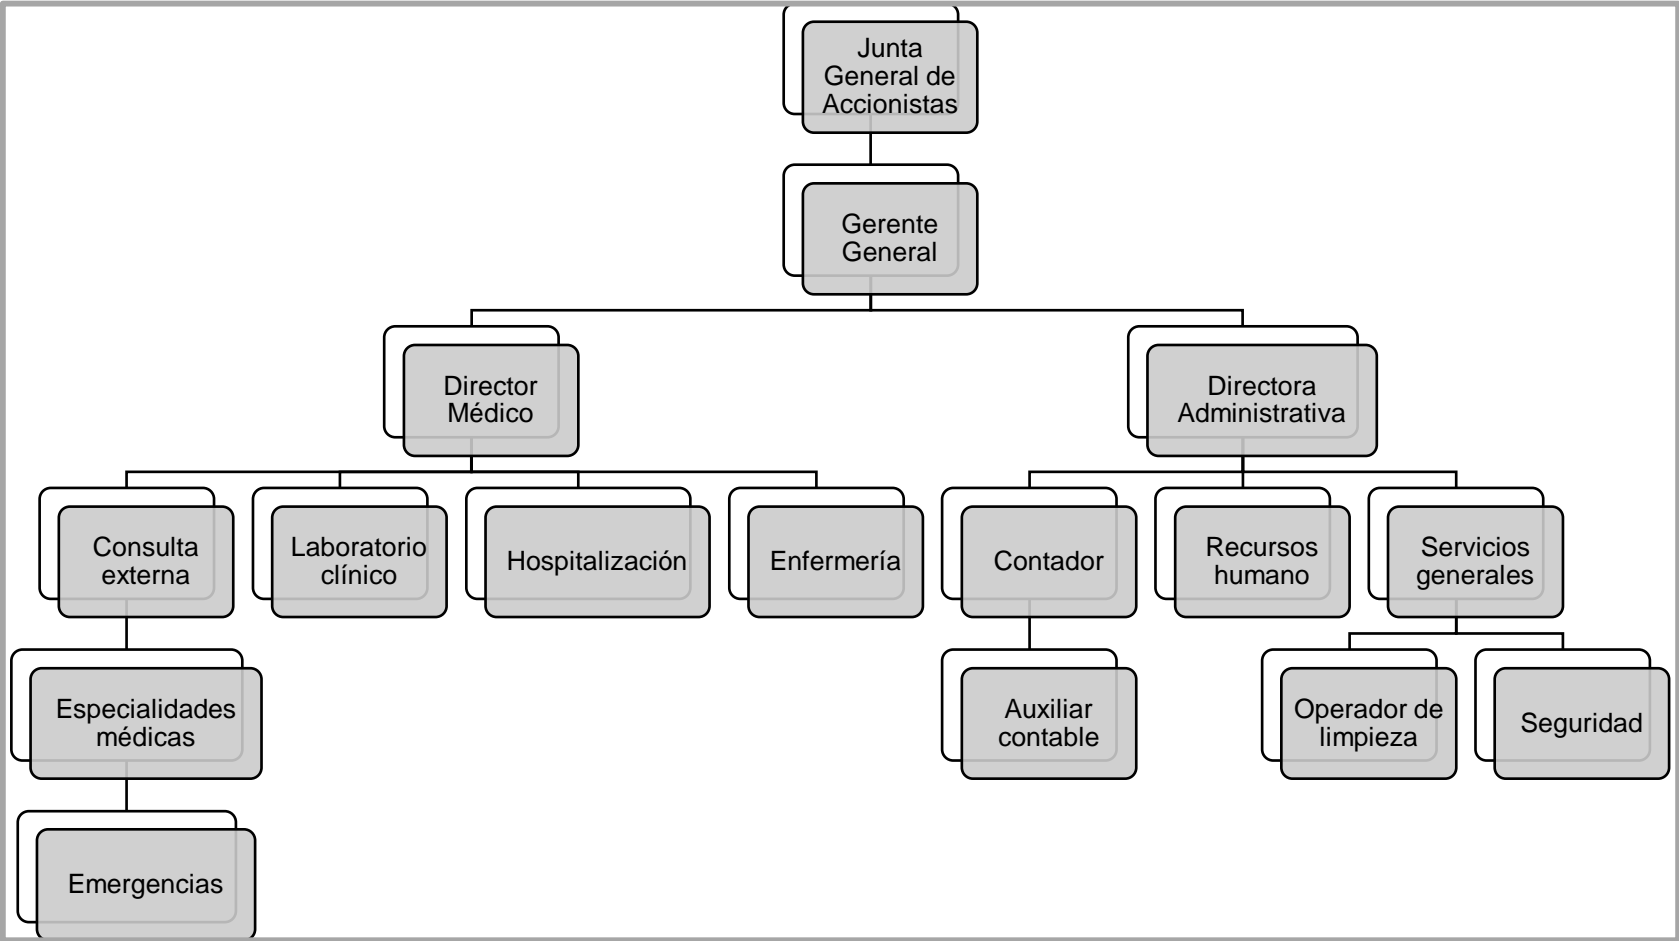 Junta
General de
Accionistas
Gerente
General
Director
Médico
Directora
Administrativa
Consulta
externa
Laboratorio
clínico
Hospitalización
Enfermería
Contador
Recursos
humano
Servicios
generales
Especialidades
médicas
Auxiliar
contable
Operador de
limpieza
Seguridad
Emergencias